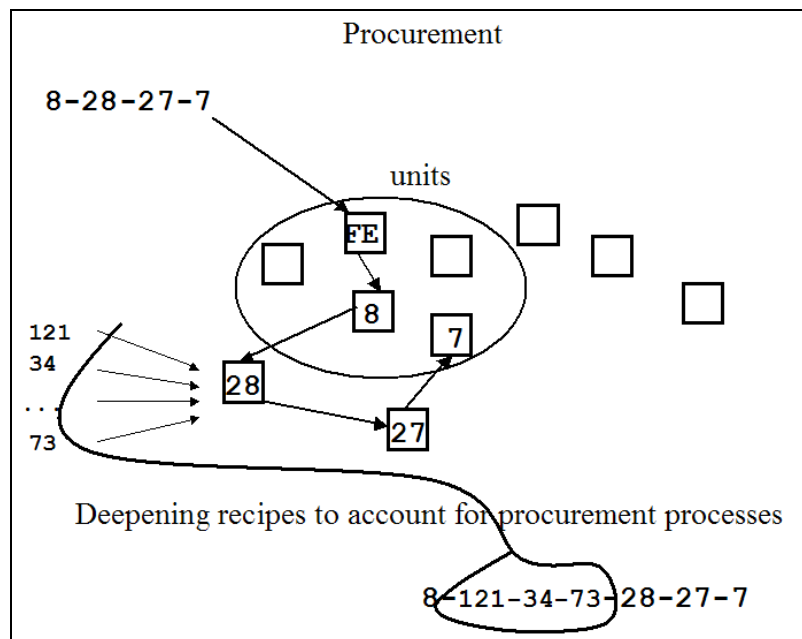 Procurement
8-28-27-7
units
FE
8
7
121
34
28
...
27
73
Deepening recipes to account for procurement processes
8-121-34-73-28-27-7